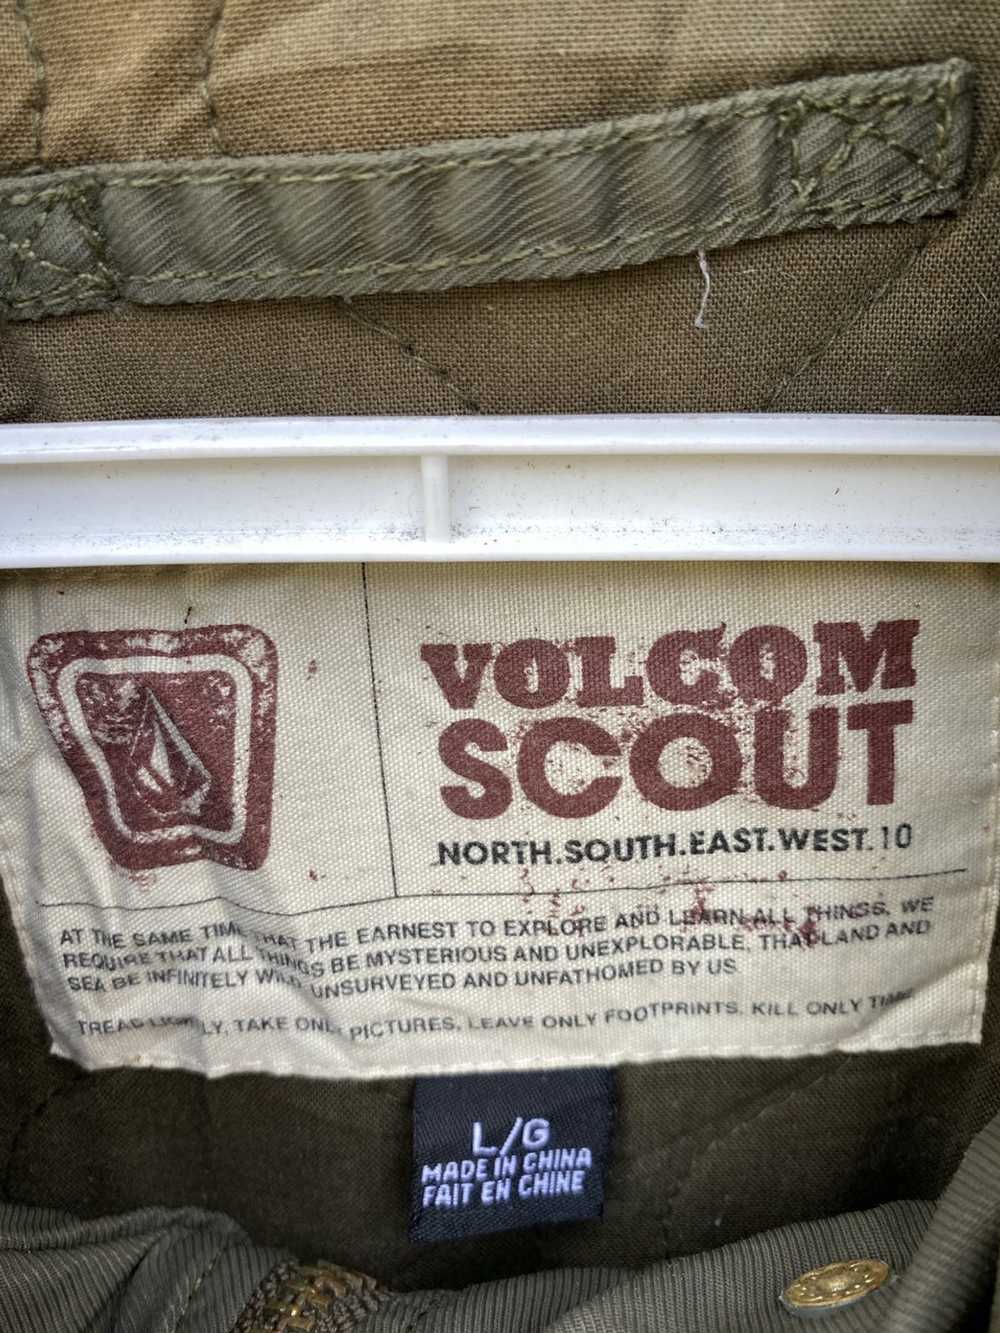 VOLCOM
SCOUT
NORTH.SOUTH.EAST.WEST.10
AT THE SAME TIME THAT THE EARNEST TO EXPLORE AND LEARN ALL THINGS, WE
REQUIRE THAT ALL THINGS BE MYSTERIOUS AND UNEXPLORABLE, THAT LAND AND
SEA BE INFINITELY WILD, UNSURVEYED AND UNFATHOMED BY US
TREAD LIGHTLY, TAKE ONLY PICTURES, LEAVE ONLY FOOTPRINTS. KILL ONLY TIME
L/G
MADE IN CHINA
FAIT EN CHINE